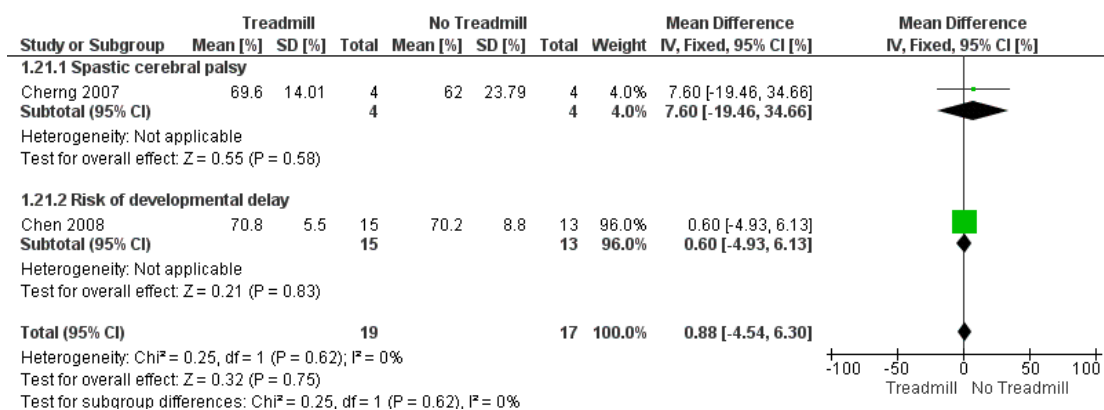 Treadmill No Treadmill Mean Difference Mean Difference
Study or Subgroup Mean [%] SD [%] Total Mean [%] SD [%] Total Weight IV, Fixed, 95% CI [%] IV, Fixed, 95% CI [%]
1.21.1 Spastic cerebral palsy
Cherng 2007 69.6 14.01 4 62 23.79 4 4.0% 7.60 [-19.46, 34.66]
Subtotal (95% CI) 4 4 4.0% 7.60 [-19.46, 34.66]
Heterogeneity: Not applicable
Test for overall effect: Z = 0.55 (P = 0.58)
1.21.2 Risk of developmental delay
Chen 2008 70.8 5.5 15 70.2 8.8 13 96.0% 0.60 [-4.93, 6.13]
Subtotal (95% CI) 15 13 96.0% 0.60 [-4.93, 6.13]
Heterogeneity: Not applicable
Test for overall effect: Z = 0.21 (P = 0.83)
Total (95% CI) 19 17 100.0% 0.88 [-4.54, 6.30]
Heterogeneity: Chi² = 0.25, df = 1 (P = 0.62); I² = 0%
Test for overall effect: Z = 0.32 (P = 0.75)
Test for subgroup differences: Chi² = 0.25, df = 1 (P = 0.62), I² = 0%
-100 -50 0 50 100
Treadmill No Treadmill